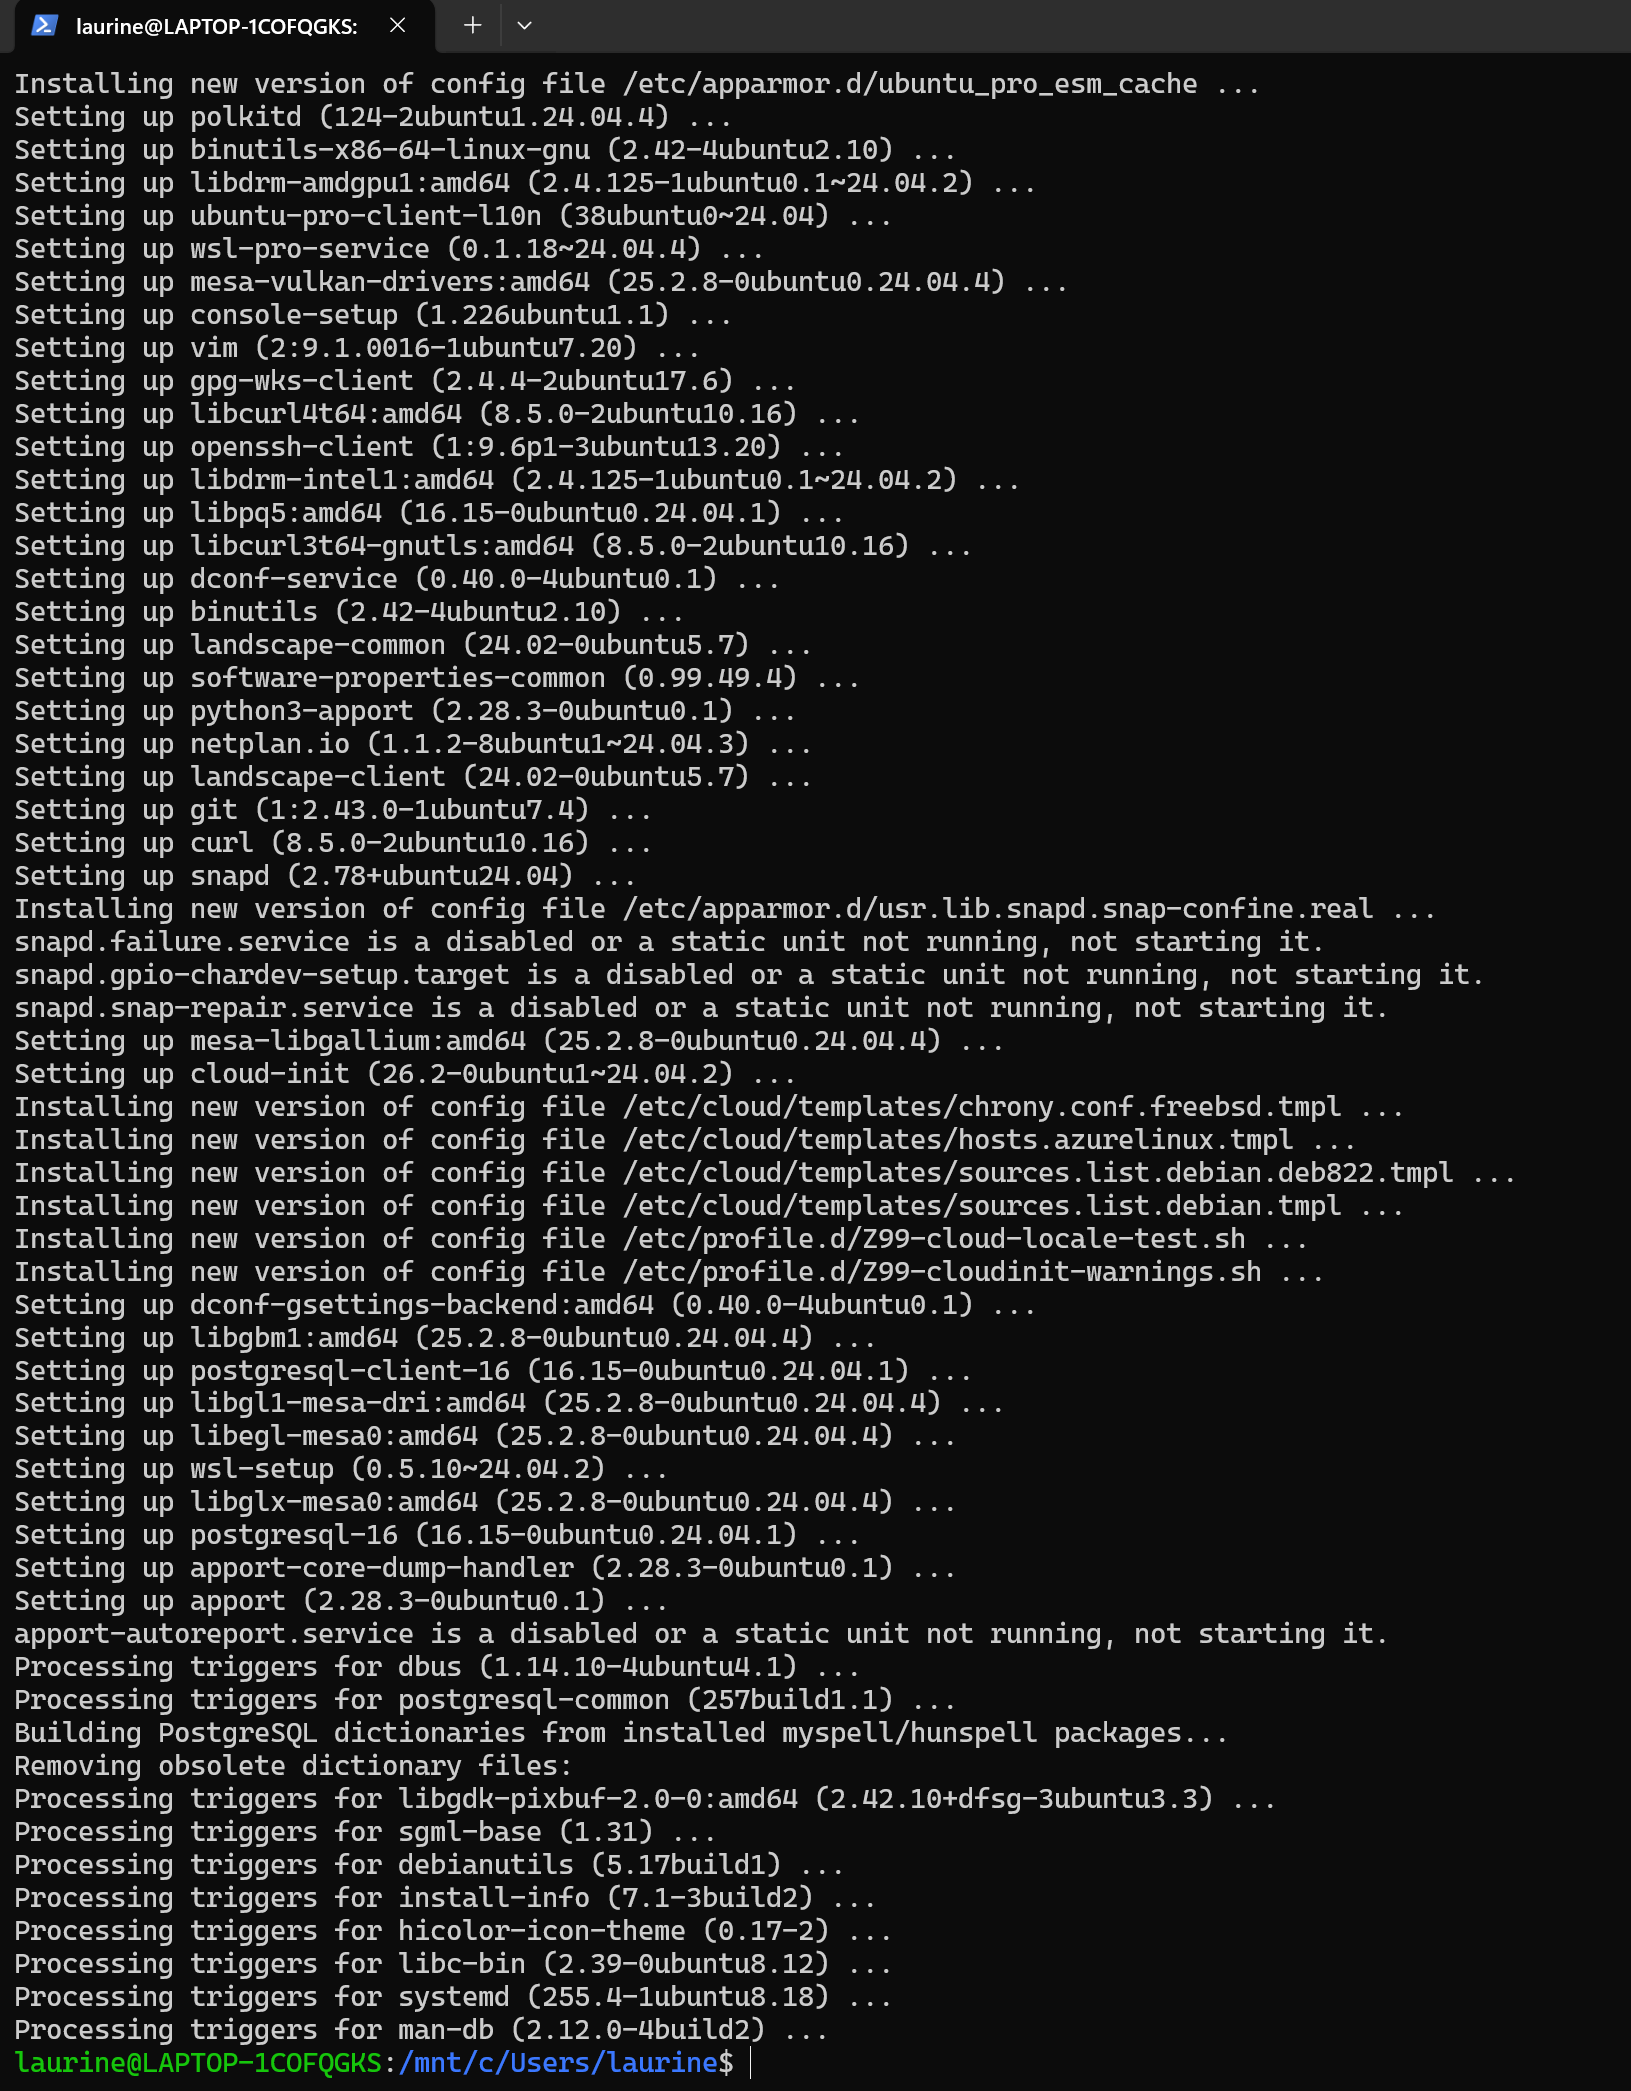 laurine@LAPTOP-1COFQGKS:
Installing new version of config file /etc/apparmor.d/ubuntu_pro_esm_cache ...
Setting up polkitd (124-2ubuntu1.24.04.4) ...
Setting up binutils-x86-64-linux-gnu (2.42-4ubuntu2.10) ...
Setting up libdrm-amdgpu1:amd64 (2.4.125-1ubuntu0.1~24.04.2) ...
Setting up ubuntu-pro-client-l10n (38ubuntu0~24.04) ...
Setting up wsl-pro-service (0.1.18~24.04.4) ...
Setting up mesa-vulkan-drivers:amd64 (25.2.8-0ubuntu0.24.04.4) ...
Setting up console-setup (1.226ubuntu1.1) ...
Setting up vim (2:9.1.0016-1ubuntu7.20) ...
Setting up gpg-wks-client (2.4.4-2ubuntu17.6) ...
Setting up libcurl4t64:amd64 (8.5.0-2ubuntu10.16) ...
Setting up openssh-client (1:9.6p1-3ubuntu13.20) ...
Setting up libdrm-intel1:amd64 (2.4.125-1ubuntu0.1~24.04.2) ...
Setting up libpq5:amd64 (16.15-0ubuntu0.24.04.1) ...
Setting up libcurl3t64-gnutls:amd64 (8.5.0-2ubuntu10.16) ...
Setting up dconf-service (0.40.0-4ubuntu0.1) ...
Setting up binutils (2.42-4ubuntu2.10) ...
Setting up landscape-common (24.02-0ubuntu5.7) ...
Setting up software-properties-common (0.99.49.4) ...
Setting up python3-apport (2.28.3-0ubuntu0.1) ...
Setting up netplan.io (1.1.2-8ubuntu1~24.04.3) ...
Setting up landscape-client (24.02-0ubuntu5.7) ...
Setting up git (1:2.43.0-1ubuntu7.4) ...
Setting up curl (8.5.0-2ubuntu10.16) ...
Setting up snapd (2.78+ubuntu24.04) ...
Installing new version of config file /etc/apparmor.d/usr.lib.snapd.snap-confine.real ...
snapd.failure.service is a disabled or a static unit not running, not starting it.
snapd.gpio-chardev-setup.target is a disabled or a static unit not running, not starting it.
snapd.snap-repair.service is a disabled or a static unit not running, not starting it.
Setting up mesa-libgallium:amd64 (25.2.8-0ubuntu0.24.04.4) ...
Setting up cloud-init (26.2-0ubuntu1~24.04.2) ...
Installing new version of config file /etc/cloud/templates/chrony.conf.freebsd.tmpl ...
Installing new version of config file /etc/cloud/templates/hosts.azurelinux.tmpl ...
Installing new version of config file /etc/cloud/templates/sources.list.debian.deb822.tmpl ...
Installing new version of config file /etc/cloud/templates/sources.list.debian.tmpl ...
Installing new version of config file /etc/profile.d/Z99-cloud-locale-test.sh ...
Installing new version of config file /etc/profile.d/Z99-cloudinit-warnings.sh ...
Setting up dconf-gsettings-backend:amd64 (0.40.0-4ubuntu0.1) ...
Setting up libgbm1:amd64 (25.2.8-0ubuntu0.24.04.4) ...
Setting up postgresql-client-16 (16.15-0ubuntu0.24.04.1) ...
Setting up libgl1-mesa-dri:amd64 (25.2.8-0ubuntu0.24.04.4) ...
Setting up libegl-mesa0:amd64 (25.2.8-0ubuntu0.24.04.4) ...
Setting up wsl-setup (0.5.10~24.04.2) ...
Setting up libglx-mesa0:amd64 (25.2.8-0ubuntu0.24.04.4) ...
Setting up postgresql-16 (16.15-0ubuntu0.24.04.1) ...
Setting up apport-core-dump-handler (2.28.3-0ubuntu0.1) ...
Setting up apport (2.28.3-0ubuntu0.1) ...
apport-autoreport.service is a disabled or a static unit not running, not starting it.
Processing triggers for dbus (1.14.10-4ubuntu4.1) ...
Processing triggers for postgresql-common (257build1.1) ...
Building PostgreSQL dictionaries from installed myspell/hunspell packages...
Removing obsolete dictionary files:
Processing triggers for libgdk-pixbuf-2.0-0:amd64 (2.42.10+dfsg-3ubuntu3.3) ...
Processing triggers for sgml-base (1.31) ...
Processing triggers for debianutils (5.17build1) ...
Processing triggers for install-info (7.1-3build2) ...
Processing triggers for hicolor-icon-theme (0.17-2) ...
Processing triggers for libc-bin (2.39-0ubuntu8.12) ...
Processing triggers for systemd (255.4-1ubuntu8.18) ...
Processing triggers for man-db (2.12.0-4build2) ...
laurine@LAPTOP-1COFQGKS:/mnt/c/Users/laurine$